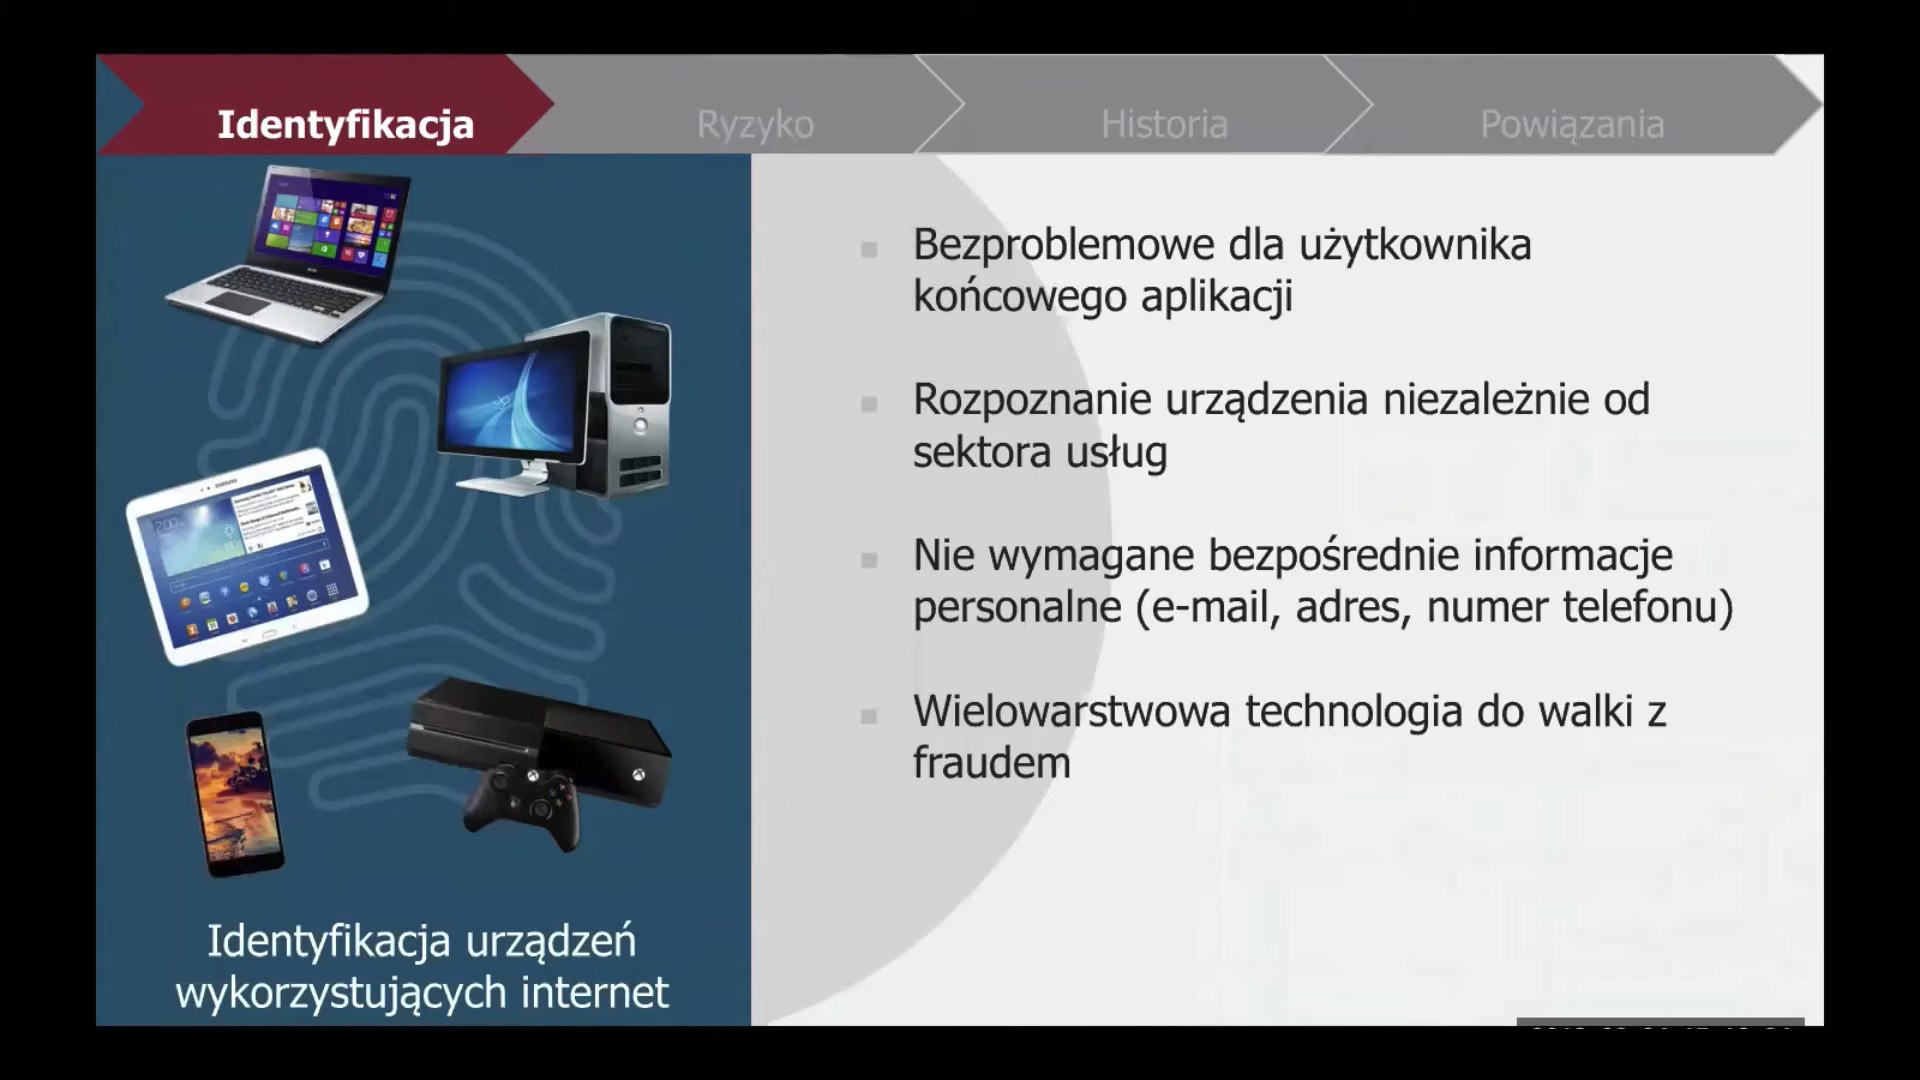 Identyfikacja
Ryzyko
Historia
Powiązania
Bezproblemowe dla użytkownika
końcowego aplikacji
Rozpoznanie urządzenia niezależnie od
sektora usług
Nie wymagane bezpośrednie informacje
personalne (e-mail, adres, numer telefonu)
Wielowarstwowa technologia do walki z
fraudem
SAMSUNG
Identyfikacja urządzeń
wykorzystujących internet